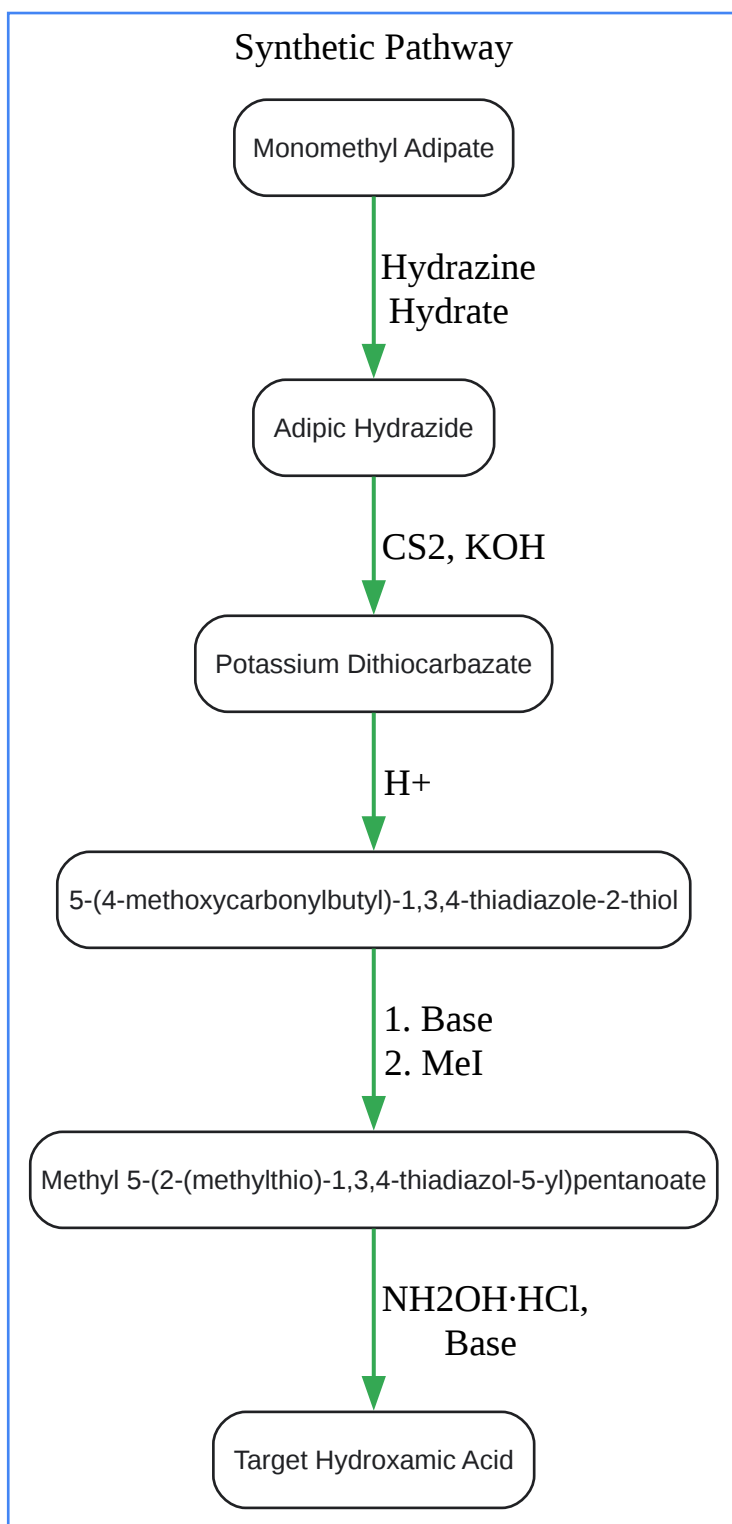 Synthetic Pathway
Monomethyl Adipate
Hydrazine
Hydrate
Adipic Hydrazide
CS2, KOH
Potassium Dithiocarbazate
H+
5-(4-methoxycarbonylbutyl)-1,3,4-thiadiazole-2-thiol
1. Base
2. MeI
Methyl 5-(2-(methylthio)-1,3,4-thiadiazol-5-yl)pentanoate
NH2OH·HCl,
Base
Target Hydroxamic Acid